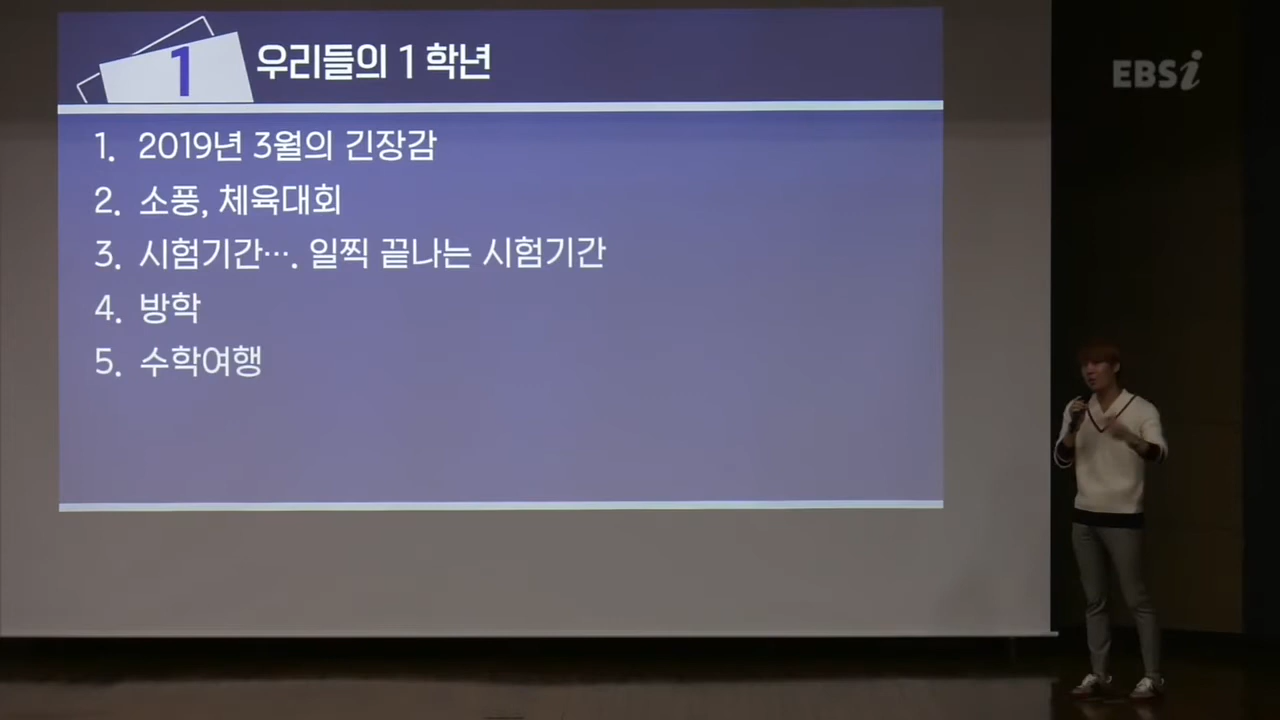 1 우리들의 1학년
EBSi
1. 2019년 3월의 긴장감
2. 소풍, 체육대회
3. 시험기간…. 일찍 끝나는 시험기간
4. 방학
5. 수학여행